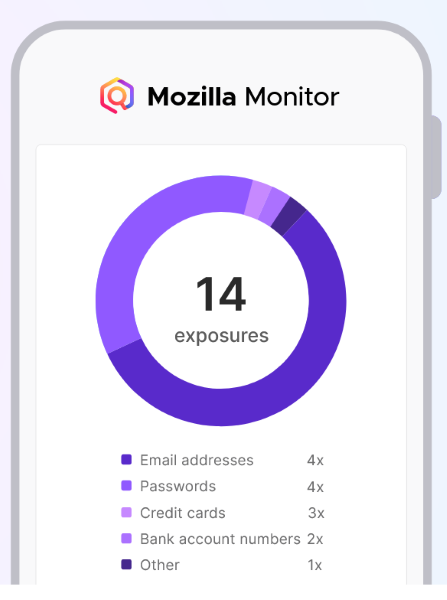 Mozilla Monitor
14
exposures
Email addresses 4x
Passwords 4x
Credit cards 3x
Bank account numbers 2x
Other 1x